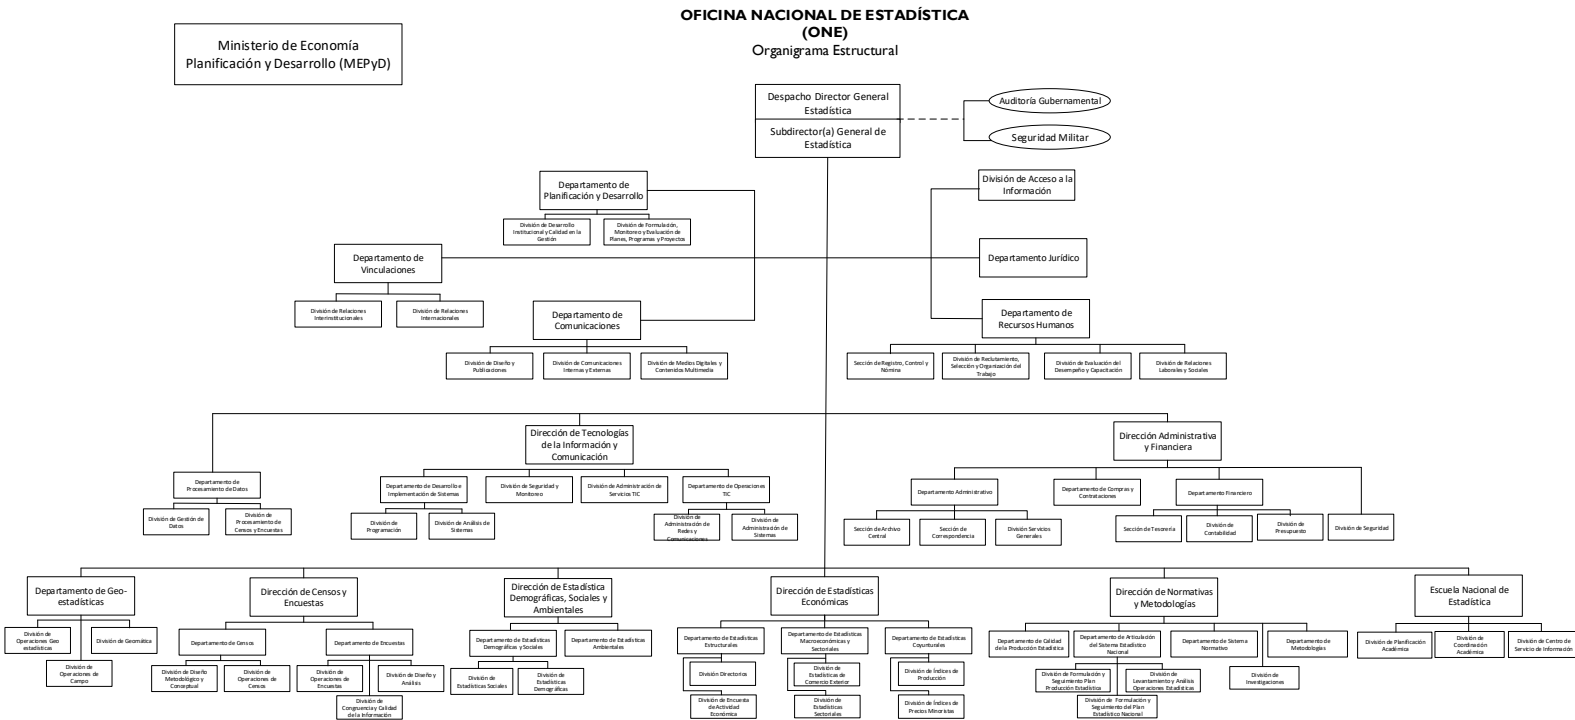 OFICINA NACIONAL DE ESTADÍSTICA
(ONE)
Organigrama Estructural
Ministerio de Economía
Planificación y Desarrollo (MEPyD)
Despacho Director General
Estadística
Subdirector(a) General de
Estadística
Auditoría Gubernamental
Seguridad Militar
Departamento de
Planificación y Desarrollo
División de Desarrollo
Institucional y Calidad en la
Gestión
División de Formulación,
Monitoreo y Evaluación de
Planes, Programas y Proyectos
División de Acceso a la
Información
Departamento de
Vinculaciones
División de Relaciones
Interinstitucionales
División de Relaciones
Internacionales
Departamento Jurídico
Departamento de
Comunicaciones
División de Diseño y
Publicaciones
División de Comunicaciones
Internas y Externas
División de Medios Digitales y
Contenidos Multimedia
Departamento de
Recursos Humanos
Sección de Registro, Control y
Nómina
División de Reclutamiento,
Selección y Organización del
Trabajo
División de Evaluación del
Desempeño y Capacitación
División de Relaciones
Laborales y Sociales
Departamento de
Procesamiento de Datos
División de Gestión de
Datos
División de
Procesamiento de
Censos y Encuestas
Dirección de Tecnologías
de la Información y
Comunicación
Departamento de Desarrollo e
Implementación de Sistemas
División de Seguridad y
Monitoreo
División de Administración de
Servicios TIC
Departamento de Operaciones
TIC
División de
Programación
División de Análisis de
Sistemas
División de
Administración de
Redes y
Comunicaciones
División de
Administración de
Sistemas
Dirección Administrativa
y Financiera
Departamento Administrativo
Departamento de Compras y
Contrataciones
Departamento Financiero
Sección de Archivo
Central
Sección de
Correspondencia
División Servicios
Generales
Sección de Tesorería
División de
Contabilidad
División de
Presupuesto
División de Seguridad
Departamento de Geo-
estadísticas
División de
Operaciones Geo
estadísticas
División de Geomática
División de
Operaciones de
Campo
Dirección de Censos y
Encuestas
Departamento de Censos
Departamento de Encuestas
División de Diseño
Metodológico y
Conceptual
División de
Operaciones de
Censos
División de
Operaciones de
Encuestas
División de Diseño y
Análisis
División de
Congruencia y Calidad
de la Información
Dirección de Estadística
Demográficas, Sociales y
Ambientales
Departamento de Estadísticas
Demográficas y Sociales
Departamento de Estadísticas
Ambientales
División de
Estadísticas Sociales
División de
Estadísticas
Demográficas
Dirección de Estadísticas
Económicas
Departamento de Estadísticas
Estructurales
Departamento de Estadísticas
Macroeconómicas y
Sectoriales
Departamento de Estadísticas
Coyunturales
División Directorios
División de
Estadísticas de
Comercio Exterior
División de Índices de
Producción
División de Encuesta
de Actividad
Económica
División de
Estadísticas
Sectoriales
División de Índices de
Precios Minoristas
Dirección de Normativas
y Metodologías
Departamento de Calidad
de la Producción Estadística
Departamento de Articulación
del Sistema Estadístico
Nacional
Departamento de Sistema
Normativo
Departamento de
Metodologías
División de Formulación y
Seguimiento Plan
Producción Estadística
División de
Levantamiento y Análisis
Operaciones Estadísticas
División de
Investigaciones
División de Formulación y
Seguimiento del Plan
Estadístico Nacional
Escuela Nacional de
Estadística
División de Planificación
Académica
División de
Coordinación
Académica
División de Centro de
Servicio de Información